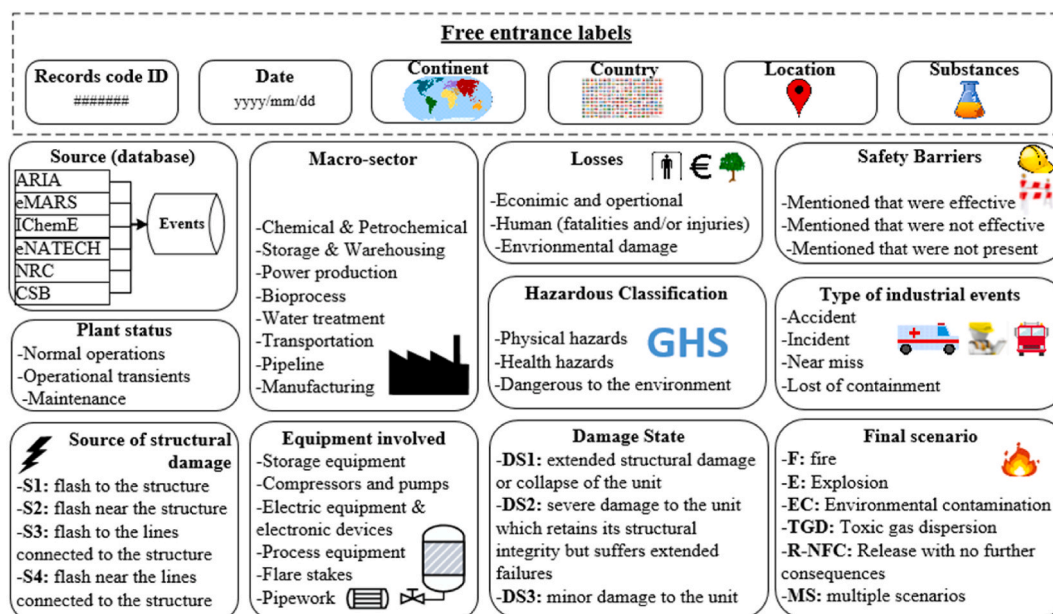 Free entrance labels
Records code ID
#######
Date
yyyy/mm/dd
Continent
Country
Location
Substances
Source (database)
ARIA
eMARS
IChemE
eNATECH
NRC
CSB
Events
Macro-sector
-Chemical & Petrochemical
-Storage & Warehousing
-Power production
-Bioprocess
-Water treatment
-Transportation
-Pipeline
-Manufacturing
Losses
-Econimic and opertional
-Human (fatalities and/or injuries)
-Envrionmental damage
Safety Barriers
-Mentioned that were effective
-Mentioned that were not effective
-Mentioned that were not present
Plant status
-Normal operations
-Operational transients
-Maintenance
Hazardous Classification
-Physical hazards
-Health hazards
-Dangerous to the environment
GHS
Type of industrial events
-Accident
-Incident
-Near miss
-Lost of containment
Source of structural
damage
-S1: flash to the structure
-S2: flash near the structure
-S3: flash to the lines
connected to the structure
-S4: flash near the lines
connected to the structure
Equipment involved
-Storage equipment
-Compressors and pumps
-Electric equipment &
electronic devices
-Process equipment
-Flare stakes
-Pipework
Damage State
-DS1: extended structural damage
or collapse of the unit
-DS2: severe damage to the unit
which retains its structural
integrity but suffers extended
failures
-DS3: minor damage to the unit
Final scenario
-F: fire
-E: Explosion
-EC: Environmental contamination
-TGD: Toxic gas dispersion
-R-NFC: Release with no further
consequences
-MS: multiple scenarios